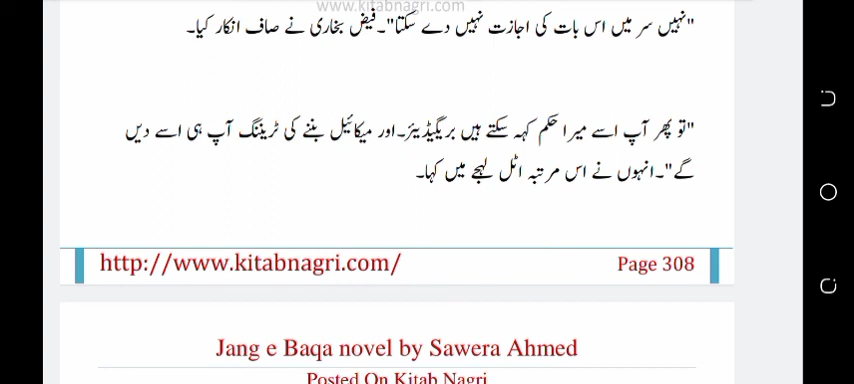 www.kitabnagri.com
"نہیں سر میں اس بات کی اجازت نہیں دے سکتا"۔ فیض بخاری نے صاف انکار کیا۔
"تو پھر آپ اسے میرا حکم کہہ سکتے ہیں بریگیڈیئر۔ اور میکائیل بننے کی ٹریننگ آپ ہی اسے دیں
گے"۔ انہوں نے اس مرتبہ اٹل لہجے میں کہا۔
http://www.kitabnagri.com/ Page 308
Jang e Baqa novel by Sawera Ahmed
Posted On Kitab Nagri